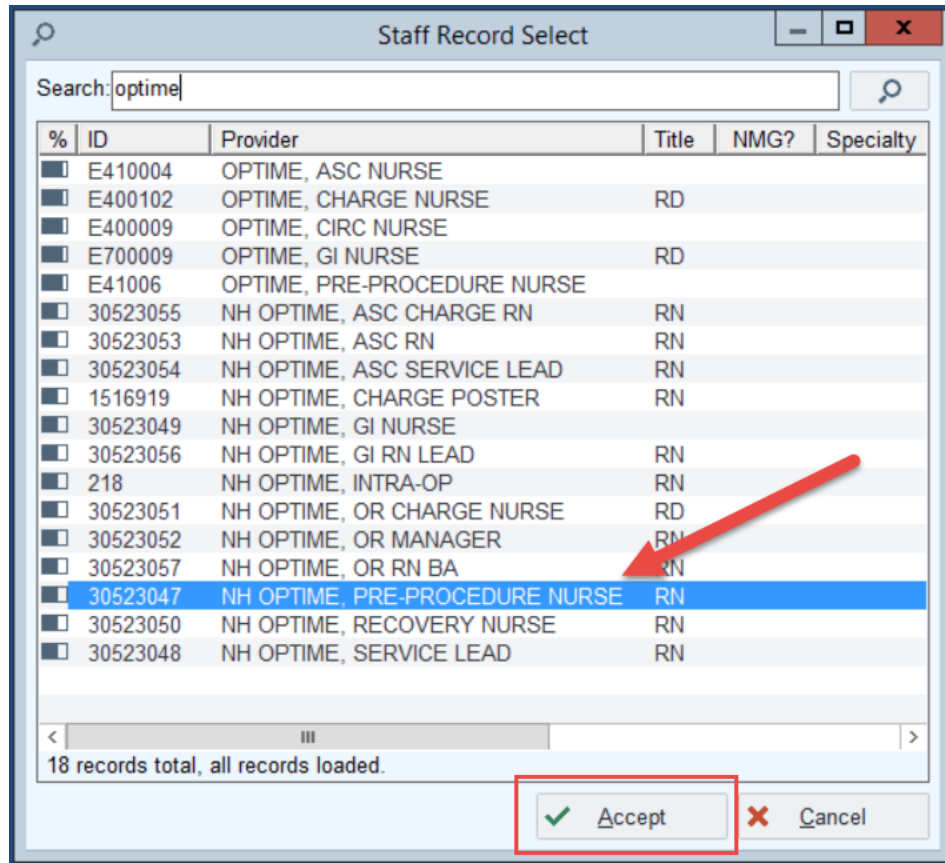 Staff Record Select
Search: optime
% ID Provider Title NMG? Specialty
E410004 OPTIME, ASC NURSE
E400102 OPTIME, CHARGE NURSE RD
E400009 OPTIME, CIRC NURSE
E700009 OPTIME, GI NURSE RD
E41006 OPTIME, PRE-PROCEDURE NURSE
30523055 NH OPTIME, ASC CHARGE RN RN
30523053 NH OPTIME, ASC RN RN
30523054 NH OPTIME, ASC SERVICE LEAD RN
1516919 NH OPTIME, CHARGE POSTER RN
30523049 NH OPTIME, GI NURSE
30523056 NH OPTIME, GI RN LEAD RN
218 NH OPTIME, INTRA-OP RN
30523051 NH OPTIME, OR CHARGE NURSE RD
30523052 NH OPTIME, OR MANAGER RN
30523057 NH OPTIME, OR RN BA RN
30523047 NH OPTIME, PRE-PROCEDURE NURSE RN
30523050 NH OPTIME, RECOVERY NURSE RN
30523048 NH OPTIME, SERVICE LEAD RN
18 records total, all records loaded.
Accept Cancel